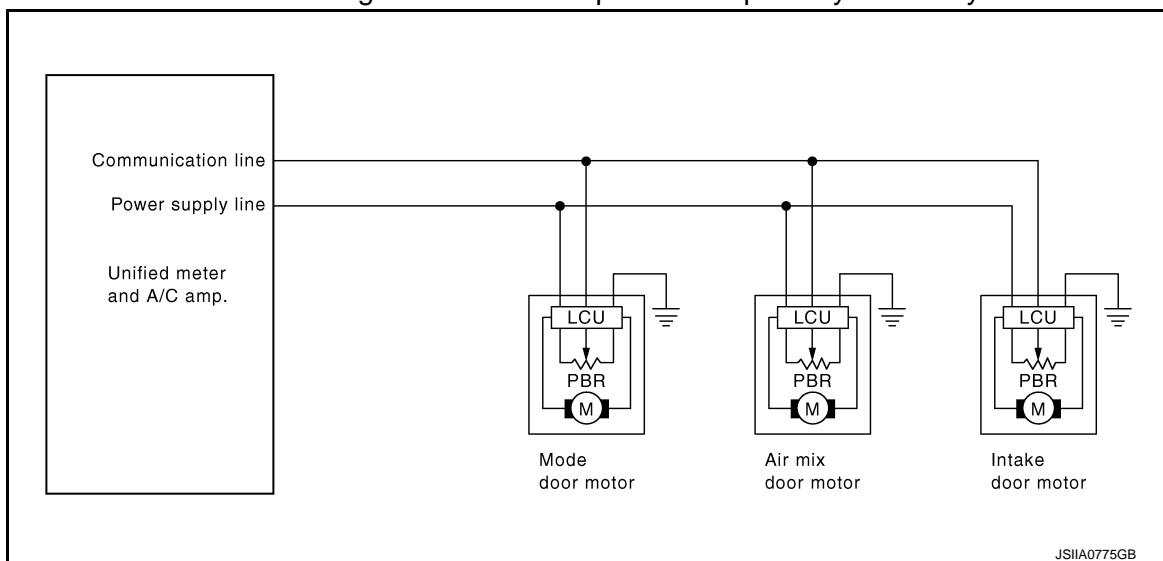 Communication line
Power supply line
Unified meter
and A/C amp.
LCU
PBR
M
Mode
door motor
LCU
PBR
M
Air mix
door motor
LCU
PBR
M
Intake
door motor
JSIIA0775GB